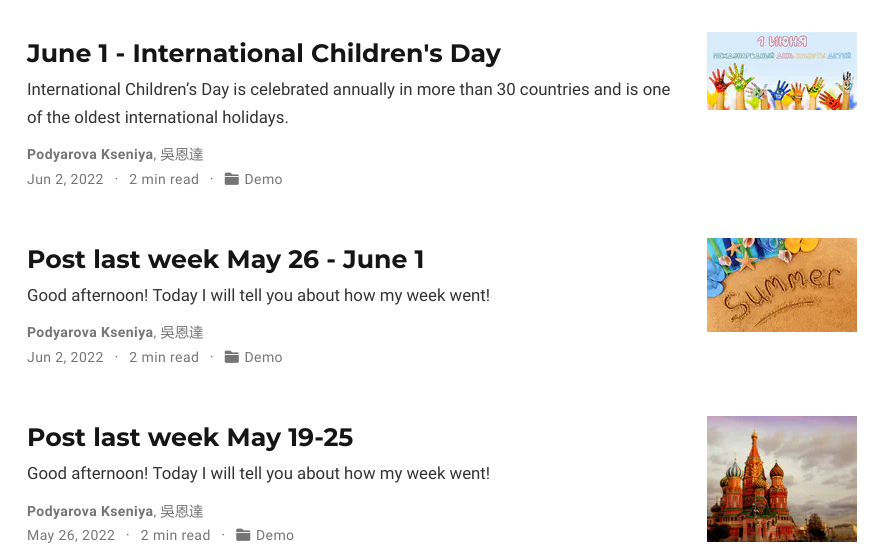 June 1 - International Children's Day
1 ИЮНЯ
МЕЖДУНАРОДНЫЙ ДЕНЬ ЗАЩИТЫ ДЕТЕЙ
International Children’s Day is celebrated annually in more than 30 countries and is one
of the oldest international holidays.
Podyarova Kseniya, 吳恩達
Jun 2, 2022 · 2 min read · Demo
Post last week May 26 - June 1
Summer
Good afternoon! Today I will tell you about how my week went!
Podyarova Kseniya, 吳恩達
Jun 2, 2022 · 2 min read · Demo
Post last week May 19-25
Good afternoon! Today I will tell you about how my week went!
Podyarova Kseniya, 吳恩達
May 26, 2022 · 2 min read · Demo